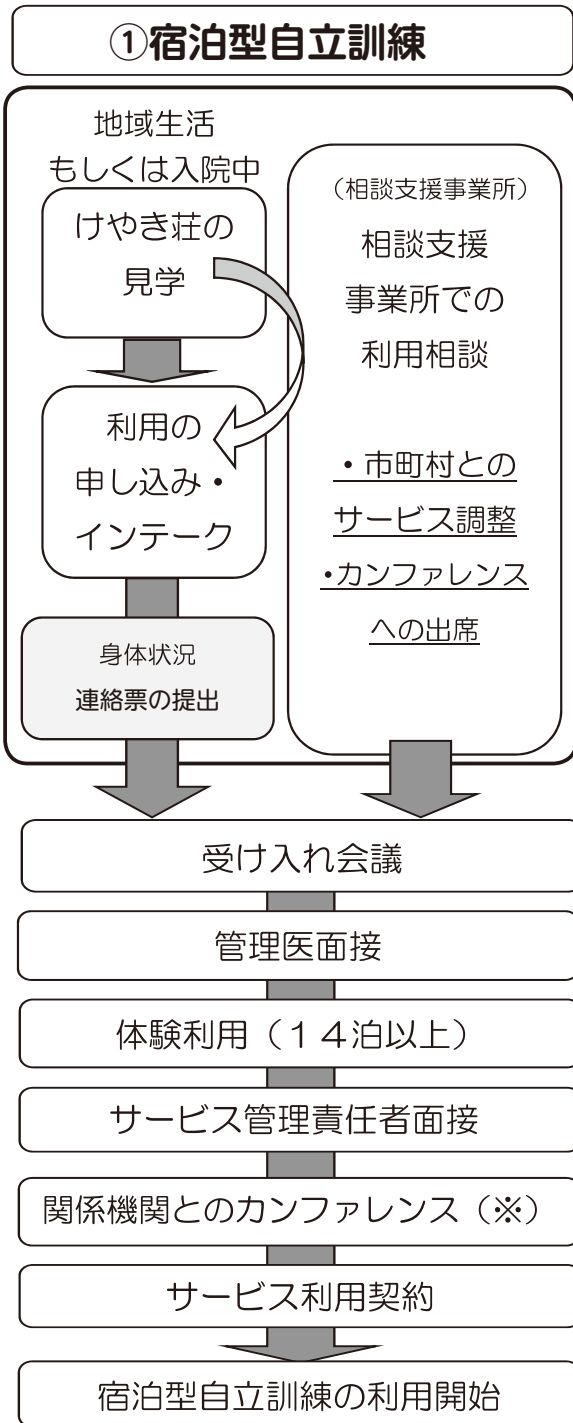 ①宿泊型自立訓練
地域生活
もしくは入院中
けやき荘の
見学
利用の
申し込み・
インテーク
身体状況
連絡票の提出
（相談支援事業所）
相談支援
事業所での
利用相談
・市町村との
サービス調整
・カンファレンス
への出席
受け入れ会議
管理医面接
体験利用（１４泊以上）
サービス管理責任者面接
関係機関とのカンファレンス（※）
サービス利用契約
宿泊型自立訓練の利用開始